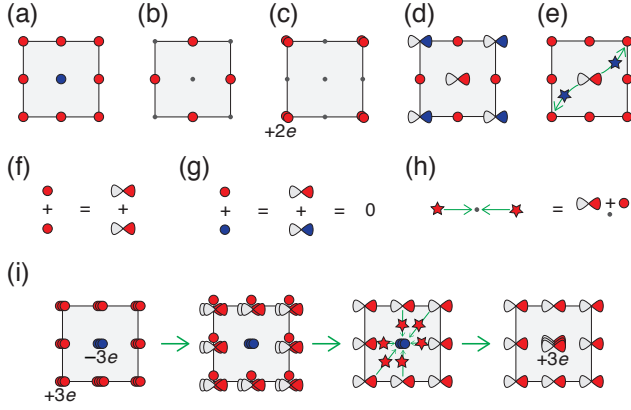 (a) (b) (c) (d) (e)
+2e
(f) (g) (h)
+ = + + = + = 0 = +
(i)
−3e +3e
+3e